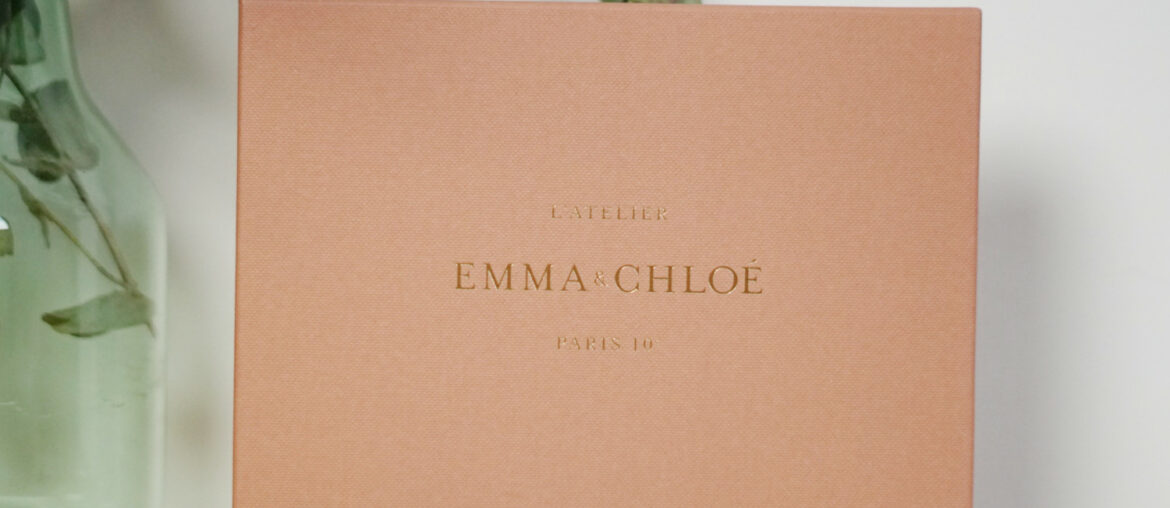 L'ATELIER
EMMA & CHLOÉ
PARIS 10